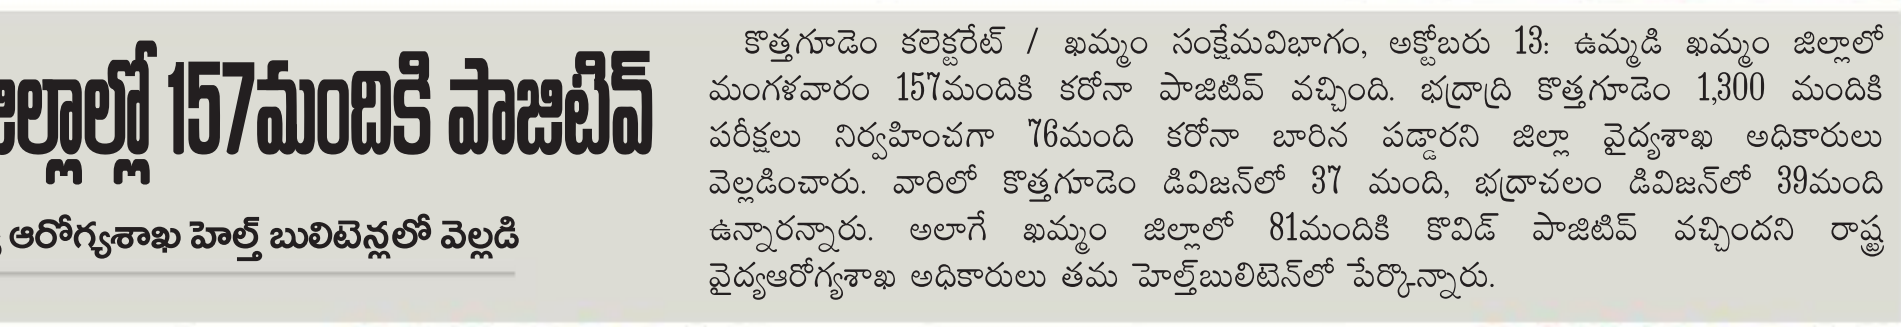 జిల్లాల్లో 157మందికి పాజిటివ్
ఆరోగ్యశాఖ హెల్త్ బులిటెన్లలో వెల్లడి
కొత్తగూడెం కలెక్టరేట్ / ఖమ్మం సంక్షేమవిభాగం, అక్టోబరు 13: ఉమ్మడి ఖమ్మం జిల్లాలో
మంగళవారం 157మందికి కరోనా పాజిటివ్ వచ్చింది. భద్రాద్రి కొత్తగూడెం 1,300 మందికి
పరీక్షలు నిర్వహించగా 76మంది కరోనా బారిన పడ్డారని జిల్లా వైద్యశాఖ అధికారులు
వెల్లడించారు. వారిలో కొత్తగూడెం డివిజన్‌లో 37 మంది, భద్రాచలం డివిజన్‌లో 39మంది
ఉన్నారన్నారు. అలాగే ఖమ్మం జిల్లాలో 81మందికి కొవిడ్ పాజిటివ్ వచ్చిందని రాష్ట్ర
వైద్యఆరోగ్యశాఖ అధికారులు తమ హెల్త్‌బులిటెన్‌లో పేర్కొన్నారు.